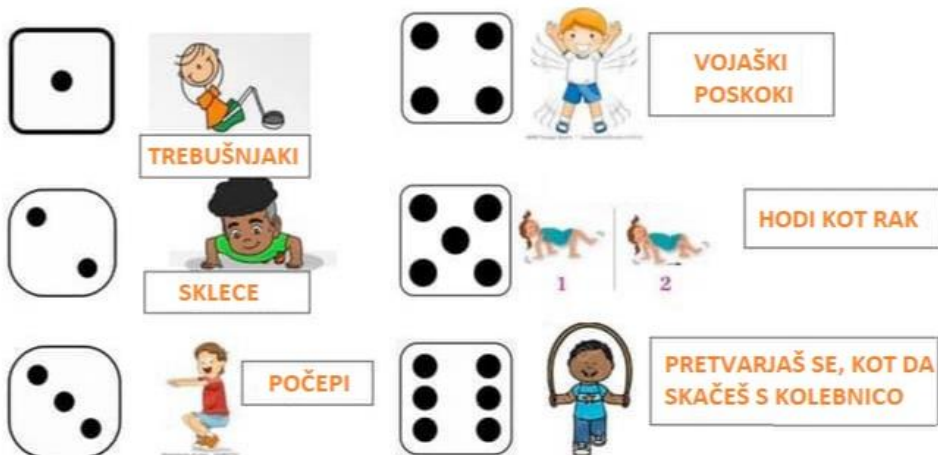 TREBUŠNJAKI
SKLECE
POČEPI
VOJAŠKI
POSKOKI
HODI KOT RAK
1
2
PRETVARJAŠ SE, KOT DA
SKAČEŠ S KOLEBNICO